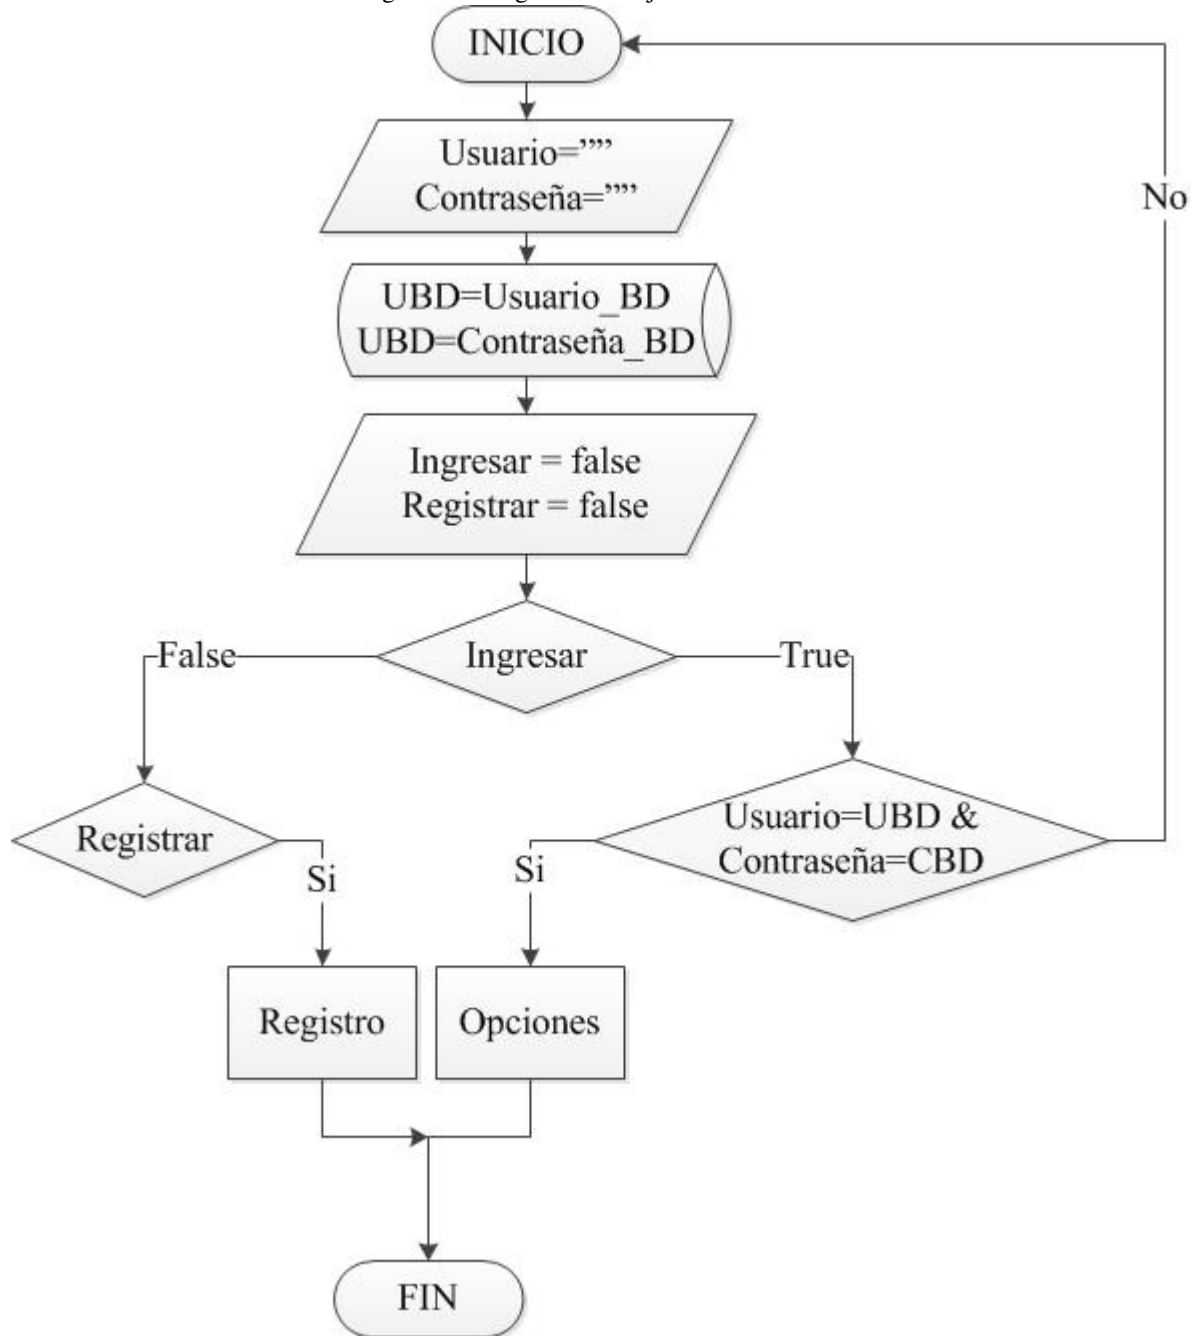 INICIO
Usuario=””
Contraseña=””
UBD=Usuario_BD
UBD=Contraseña_BD
Ingresar = false
Registrar = false
Ingresar
False
True
No
Registrar
Si
Usuario=UBD &
Contraseña=CBD
Si
Registro
Opciones
FIN